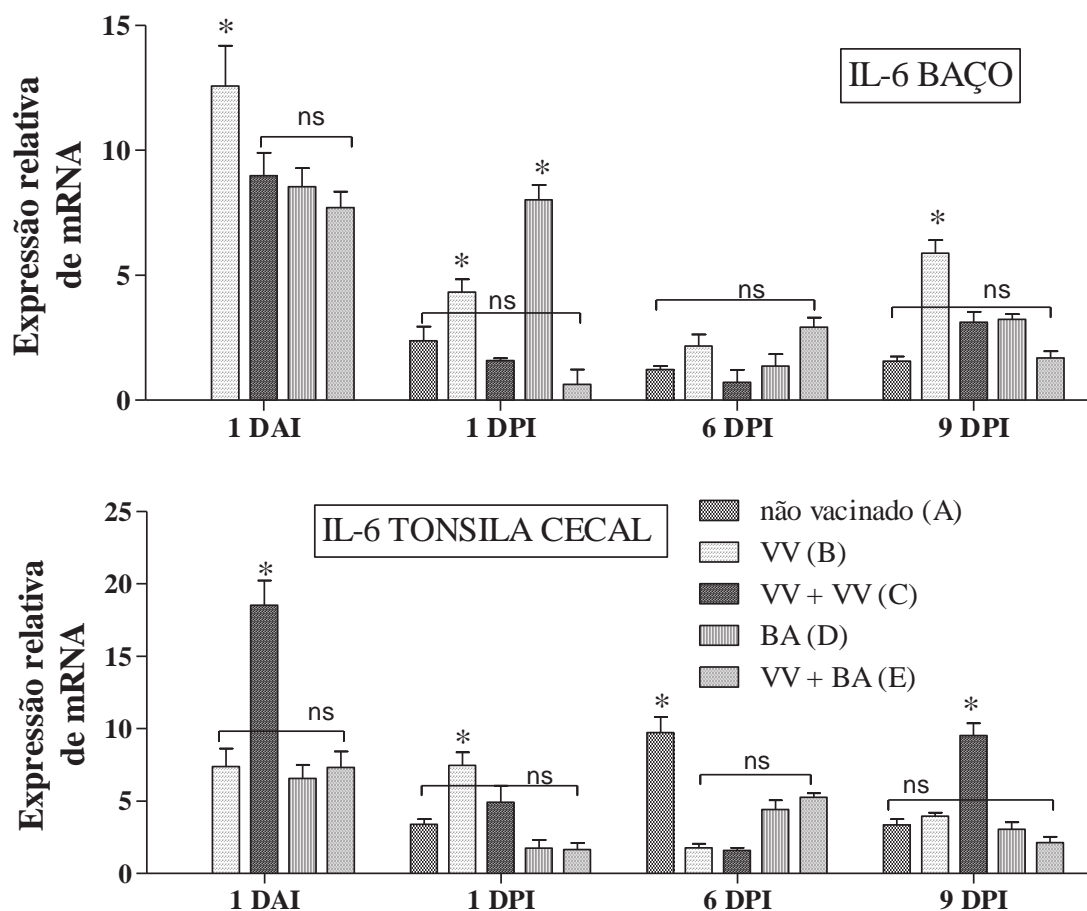 15
*
IL-6 BAÇO
ns
10
*
Expressão relativa
de mRNA
*
*
5
ns
ns
ns
0
1 DAI
1 DPI
6 DPI
9 DPI
25
IL-6 TONSILA CECAL
não vacinado (A)
20
*
VV (B)
VV + VV (C)
BA (D)
VV + BA (E)
Expressão relativa
de mRNA
15
10
ns
*
*
*
5
ns
ns
ns
0
1 DAI
1 DPI
6 DPI
9 DPI